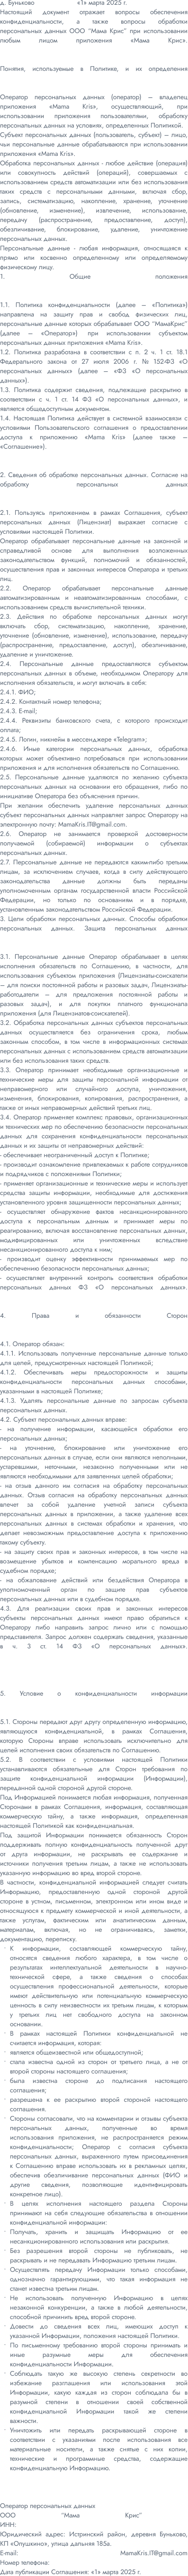 д. Буньково «1» марта 2025 г.
Настоящий документ отражает вопросы обеспечения
конфиденциальности, а также вопросы обработки
персональных данных ООО “Мама Крис” при использовании
любым лицом приложения «Мама Крис».
Понятия, используемые в Политике, и их определения
Оператор персональных данных (оператор) – владелец
приложения «Mama Kris», осуществляющий, при
использовании приложения пользователями, обработку
персональных данных на условиях, определенных Политикой.
Субъект персональных данных (пользователь, субъект) – лицо,
чьи персональные данные обрабатываются при использовании
приложения «Mama Kris».
Обработка персональных данных - любое действие (операция)
или совокупность действий (операций), совершаемых с
использованием средств автоматизации или без использования
таких средств с персональными данными, включая сбор,
запись, систематизацию, накопление, хранение, уточнение
(обновление, изменение), извлечение, использование,
передачу (распространение, предоставление, доступ),
обезличивание, блокирование, удаление, уничтожение
персональных данных.
Персональные данные - любая информация, относящаяся к
прямо или косвенно определенному или определяемому
физическому лицу.
1. Общие положения
1.1. Политика конфиденциальности (далее – «Политика»)
направлена на защиту прав и свобод физических лиц,
персональные данные которых обрабатывает ООО “МамаКрис”
(далее – «Оператор») при использовании субъектом
персональных данных приложения «Mama Kris».
1.2. Политика разработана в соответствии с п. 2 ч. 1 ст. 18.1
Федерального закона от 27 июля 2006 г. № 152-ФЗ «О
персональных данных» (далее – «ФЗ «О персональных
данных»).
1.3. Политика содержит сведения, подлежащие раскрытию в
соответствии с ч. 1 ст. 14 ФЗ «О персональных данных», и
является общедоступным документом.
1.4. Настоящая Политика действует в системной взаимосвязи с
условиями Пользовательского соглашения о предоставлении
доступа к приложению «Mama Kris» (далее также –
«Соглашение»).
2. Сведения об обработке персональных данных. Согласие на
обработку персональных данных
2.1. Пользуясь приложением в рамках Соглашения, субъект
персональных данных (Лицензиат) выражает согласие с
условиями настоящей Политики.
Оператор обрабатывает персональные данные на законной и
справедливой основе для выполнения возложенных
законодательством функций, полномочий и обязанностей,
осуществления прав и законных интересов Оператора и третьих
лиц.
2.2. Оператор обрабатывает персональные данные
автоматизированным и неавтоматизированным способами, с
использованием средств вычислительной техники.
2.3. Действия по обработке персональных данных могут
включать сбор, систематизацию, накопление, хранение,
уточнение (обновление, изменение), использование, передачу
(распространение, предоставление, доступ), обезличивание,
удаление и уничтожение.
2.4. Персональные данные предоставляются субъектом
персональных данных в объеме, необходимом Оператору для
исполнения обязательств, и могут включать в себя:
2.4.1. ФИО;
2.4.2. Контактный номер телефона;
2.4.3. E-mail;
2.4.4. Реквизиты банковского счета, с которого происходит
оплата;
2.4.5. Логин, никнейм в мессенджере «Telegram»;
2.4.6. Иные категории персональных данных, обработка
которых может объективно потребоваться при использовании
приложения и для исполнения обязательств по Соглашению.
2.5. Персональные данные удаляются по просьбе субъекта
персональных данных на основании его обращения, либо по
инициативе Оператора без объяснения причин.
При желании обеспечить удаление персональных данных
субъект персональных данных направляет запрос Оператору на
электронную почту: MamaKris.IT@gmail.com.
2.6. Оператор не занимается проверкой достоверности
получаемой (собираемой) информации о субъектах
персональных данных.
2.7. Персональные данные не передаются каким-либо третьим
лицам, за исключением случаев, когда в силу действующего
законодательства данные должны быть переданы
уполномоченным органам государственной власти Российской
Федерации, но только по основаниям и в порядке,
установленным законодательством Российской Федерации.
3. Цели обработки персональных данных. Способы обработки
персональных данных. Защита персональных данных
3.1. Персональные данные Оператор обрабатывает в целях
исполнения обязательств по Соглашению, в частности, для
использования субъектом приложения (Лицензиаты-соискатели
– для поиска постоянной работы и разовых задач, Лицензиаты-
работодатели – для предложения постоянной работы и
разовых задач), и для покупки платного функционала
приложения (для Лицензиатов-соискателей).
3.2. Обработка персональных данных субъектов персональных
данных осуществляется без ограничения срока, любым
законным способом, в том числе в информационных системах
персональных данных с использованием средств автоматизации
или без использования таких средств.
3.3. Оператор принимает необходимые организационные и
технические меры для защиты персональной информации от
неправомерного или случайного доступа, уничтожения,
изменения, блокирования, копирования, распространения, а
также от иных неправомерных действий третьих лиц.
3.4. Оператор применяет комплекс правовых, организационных
и технических мер по обеспечению безопасности персональных
данных для сохранения конфиденциальности персональных
данных и их защиты от неправомерных действий:
- обеспечивает неограниченный доступ к Политике;
- производит ознакомление привлекаемых к работе сотрудников
и подрядчиков с положениями Политики;
- применяет организационные и технические меры и использует
средства защиты информации, необходимые для достижения
установленного уровня защищенности персональных данных;
- осуществляет обнаружение фактов несанкционированного
доступа к персональным данным и принимает меры по
реагированию, включая восстановление персональных данных,
модифицированных или уничтоженных вследствие
несанкционированного доступа к ним;
- производит оценку эффективности принимаемых мер по
обеспечению безопасности персональных данных;
- осуществляет внутренний контроль соответствия обработки
персональных данных ФЗ «О персональных данных».
4. Права и обязанности Сторон
4.1. Оператор обязан:
4.1.1. Использовать полученные персональные данные только
для целей, предусмотренных настоящей Политикой;
4.1.2. Обеспечивать меры предосторожности и защиты
конфиденциальности персональных данных способами,
указанными в настоящей Политике;
4.1.3. Удалять персональные данные по запросам субъекта
персональных данных.
4.2. Субъект персональных данных вправе:
- на получение информации, касающейся обработки его
персональных данных;
- на уточнение, блокирование или уничтожение его
персональных данных в случае, если они являются неполными,
устаревшими, неточными, незаконно полученными или не
являются необходимыми для заявленных целей обработки;
- на отзыв данного им согласия на обработку персональных
данных. Отзыв согласия на обработку персональных данных
влечет за собой удаление учетной записи субъекта
персональных данных в приложении, а также удаление всех
персональных данных в системах обработки и хранения, что
делает невозможным предоставление доступа к приложению
такому субъекту.
- на защиту своих прав и законных интересов, в том числе на
возмещение убытков и компенсацию морального вреда в
судебном порядке;
- на обжалование действий или бездействия Оператора в
уполномоченный орган по защите прав субъектов
персональных данных или в судебном порядке.
4.3. Для реализации своих прав и законных интересов
субъекты персональных данных имеют право обратиться к
Оператору либо направить запрос лично или с помощью
представителя. Запрос должен содержать сведения, указанные
в ч. 3 ст. 14 ФЗ «О персональных данных».
5. Условие о конфиденциальности информации
5.1. Стороны передают друг другу определенную информацию,
являющуюся конфиденциальной, в рамках Соглашения,
которую Стороны вправе использовать исключительно для
целей исполнения своих обязательств по Соглашению.
5.2. В соответствии с условиями настоящей Политики
устанавливаются обязательные для Сторон требования к
защите конфиденциальной информации (Информации),
переданной одной стороной другой стороне.
Под Информацией понимается любая информация, полученная
Сторонами в рамках Соглашения, информация, составляющая
коммерческую тайну, а также информация, определенная
настоящей Политикой как конфиденциальная.
Под защитой Информации понимается обязанность Сторон
поддерживать полную конфиденциальность полученной друг
от друга информации, не раскрывать ее содержание и
источники получения третьим лицам, а также не использовать
указанную информацию во вред второй стороне.
В частности, конфиденциальной информацией следует считать
Информацию, предоставленную одной стороной другой
стороне в устном, письменном, электронном или ином виде и
относящуюся к предмету коммерческой и иной деятельности, а
также услугам, фактическим или аналитическим данным,
материалам, включая, но не ограничиваясь, заметки,
документацию, переписку.
· К информации, составляющей коммерческую тайну,
относятся сведения любого характера, в том числе о
результатах интеллектуальной деятельности в научно-
технической сфере, а также сведения о способах
осуществления профессиональной деятельности, которые
имеют действительную или потенциальную коммерческую
ценность в силу неизвестности их третьим лицам, к которым
у третьих лиц нет свободного доступа на законном
основании.
· В рамках настоящей Политики конфиденциальной не
считается информация, которая:
· является общеизвестной или общедоступной;
· стала известна одной из сторон от третьего лица, а не от
второй стороны настоящего соглашения;
· была известна стороне до подписания настоящего
соглашения;
· разрешена к ее раскрытию второй стороной настоящего
соглашения.
· Стороны согласовали, что на комментарии и отзывы субъекта
персональных данных, полученные во время
использования приложения, не распространяется режим
конфиденциальности; Оператор с согласия субъекта
персональных данных, выраженного путем присоединения
к Соглашению вправе использовать их в рекламных целях,
обеспечив обезличивание персональных данных (ФИО и
другие сведения, позволяющие идентифицировать
конкретное лицо).
· В целях исполнения настоящего раздела Стороны
принимают на себя следующие обязательства в отношении
конфиденциальной информации:
· Получать, хранить и защищать Информацию от ее
несанкционированного использования или раскрытия.
· Без разрешения второй стороны не публиковать, не
раскрывать и не передавать Информацию третьим лицам.
· Осуществлять передачу Информации только способами,
однозначно гарантирующими, что такая информация не
станет известна третьим лицам.
· Не использовать полученную Информацию в целях
незаконной конкуренции, а также в любой деятельности,
способной причинить вред второй стороне.
· Довести до сведения всех лиц, имеющих доступ к
указанной Информации, положения настоящей Политики.
· По письменному требованию второй стороны принимать и
иные разумные меры для обеспечения
конфиденциальности Информации.
· Соблюдать такую же высокую степень секретности во
избежание разглашения или использования этой
Информации, какую каждая из сторон соблюдала бы в
разумной степени в отношении своей собственной
конфиденциальной Информации такой же степени
важности.
· Уничтожить или передать раскрывающей стороне в
соответствии с указаниями после использования все
материальные носители, а также снятые с них копии,
технические и программные средства, содержащие
конфиденциальную Информацию.
Оператор персональных данных
ООО “Мама Крис”
ИНН:
Юридический адрес: Истринский район, деревня Буньково,
КП «Опушкино», улица дальняя 185а.
E-mail: MamaKris.IT@gmail.com
Номер телефона:
Дата публикации Соглашения: «1» марта 2025 г.